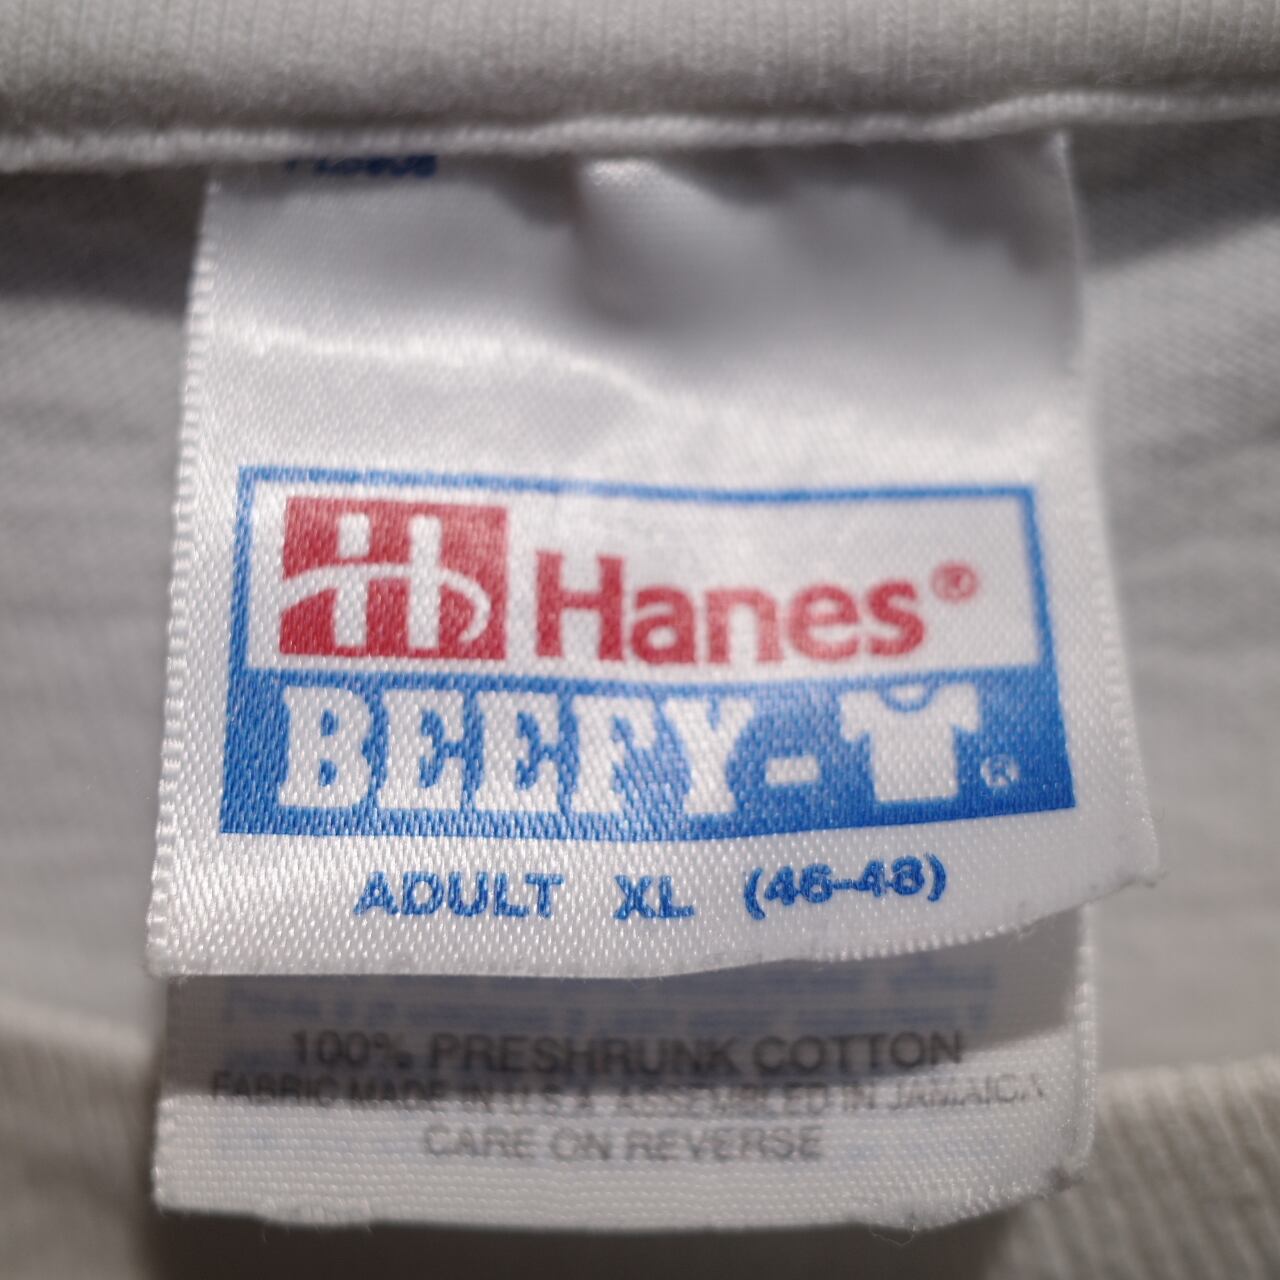 Hanes®
BEEFY-T®
ADULT XL (46-48)
100% PRESHRUNK COTTON
FABRIC MADE IN U.S.A. ASSEMBLED IN JAMAICA
CARE ON REVERSE